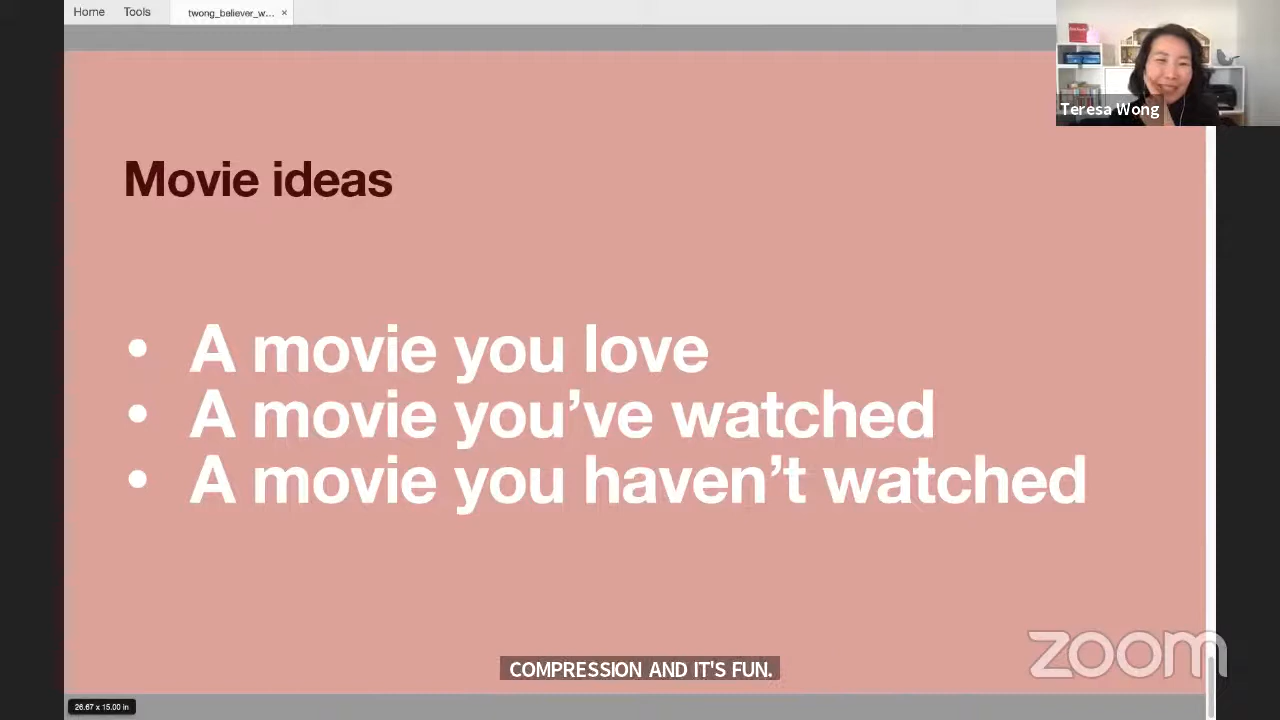 Home Tools twong_believer_w... ×
Teresa Wong
Movie ideas
• A movie you love
• A movie you’ve watched
• A movie you haven’t watched
COMPRESSION AND IT'S FUN.
zoom
26.67 x 15.00 in